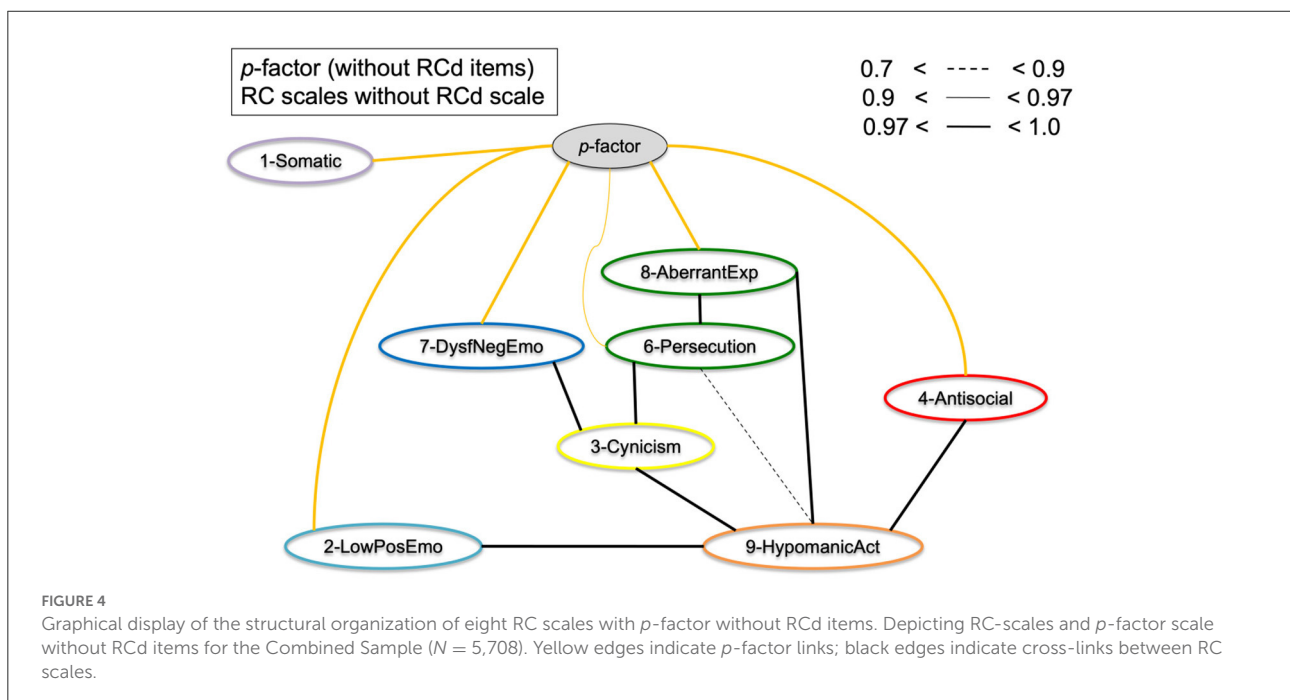 p-factor (without RCd items)
RC scales without RCd scale
0.7 < ---- < 0.9
0.9 < —— < 0.97
0.97 < —— < 1.0
p-factor
1-Somatic
8-AberrantExp
7-DysfNegEmo
6-Persecution
4-Antisocial
3-Cynicism
2-LowPosEmo
9-HypomanicAct
FIGURE 4
Graphical display of the structural organization of eight RC scales with p-factor without RCd items. Depicting RC-scales and p-factor scale
without RCd items for the Combined Sample (N = 5,708). Yellow edges indicate p-factor links; black edges indicate cross-links between RC
scales.